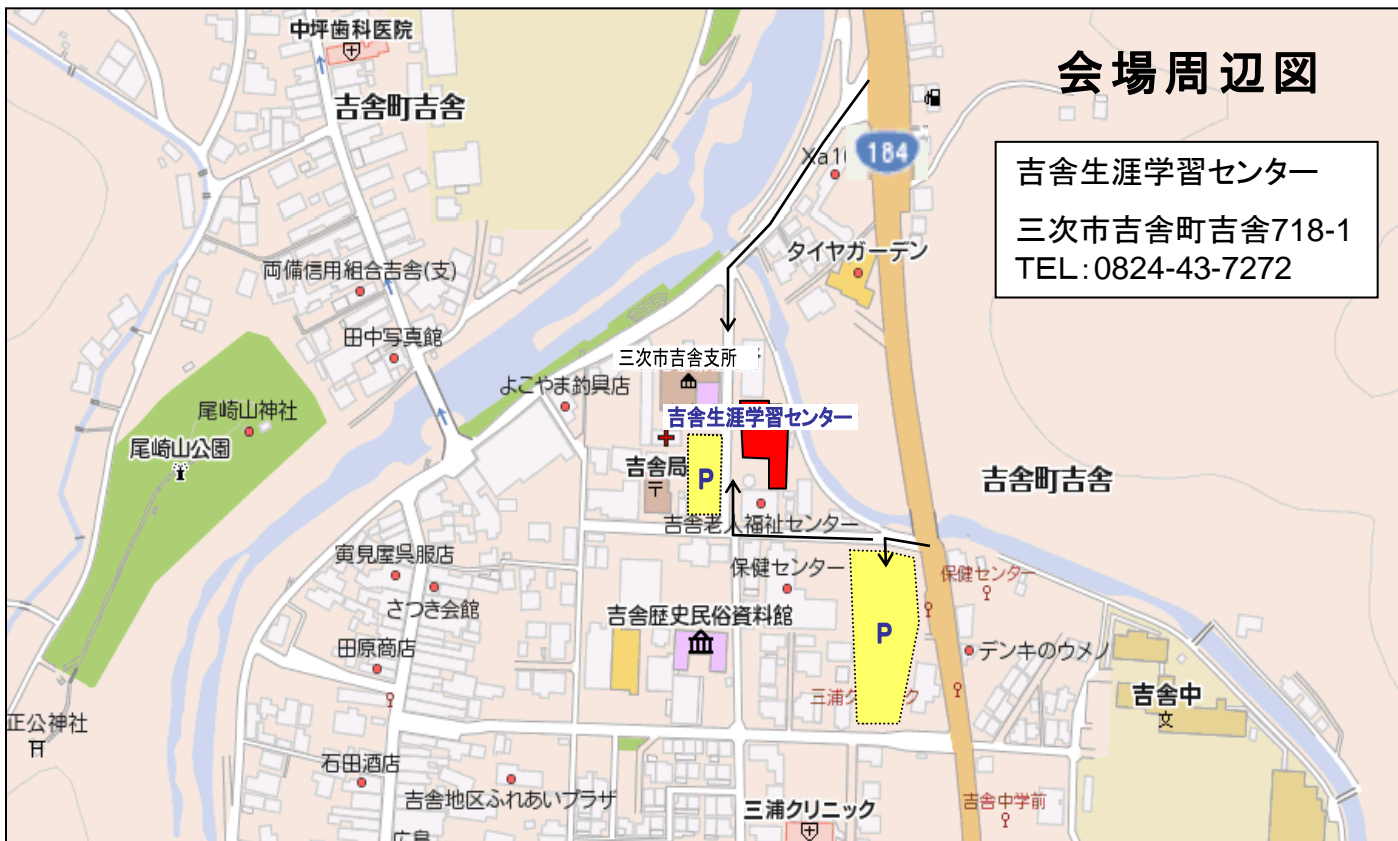 会場周辺図
吉舎生涯学習センター
三次市吉舎町吉舎718-1
TEL:0824-43-7272
中坪歯科医院
吉舎町吉舎
184
タイヤガーデン
両備信用組合吉舎(支)
田中写真館
三次市吉舎支所
よこやま釣具店
吉舎生涯学習センター
尾崎山神社
尾崎山公園
吉舎局
P
吉舎町吉舎
吉舎老人福祉センター
寅見屋呉服店
保健センター
保健センター
さつき会館
吉舎歴史民俗資料館
P
田原商店
デンキのウメノ
吉舎中
文
正公神社
石田酒店
吉舎地区ふれあいプラザ
三浦クリニック
吉舎中学前